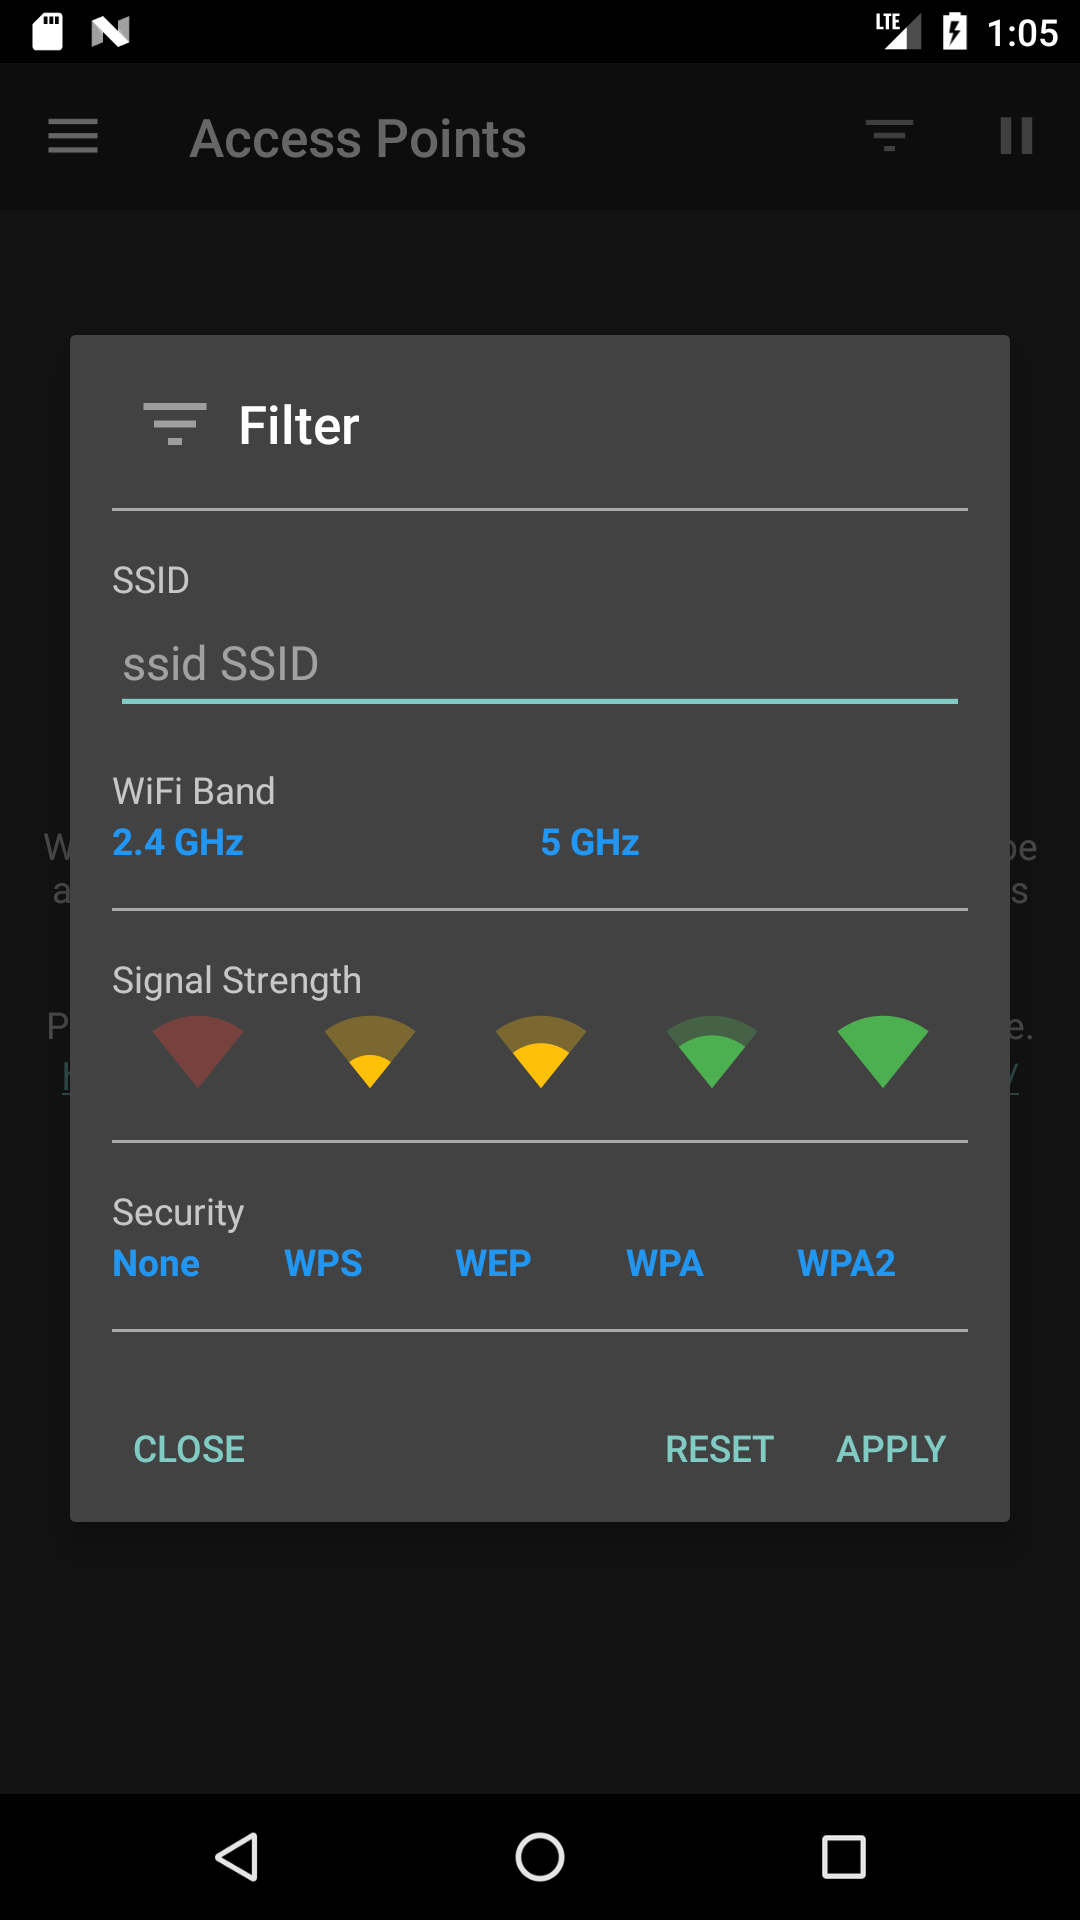 LTE 1:05
Access Points
Filter
SSID
ssid SSID
WiFi Band
2.4 GHz 5 GHz
Signal Strength
Security
None WPS WEP WPA WPA2
CLOSE RESET APPLY